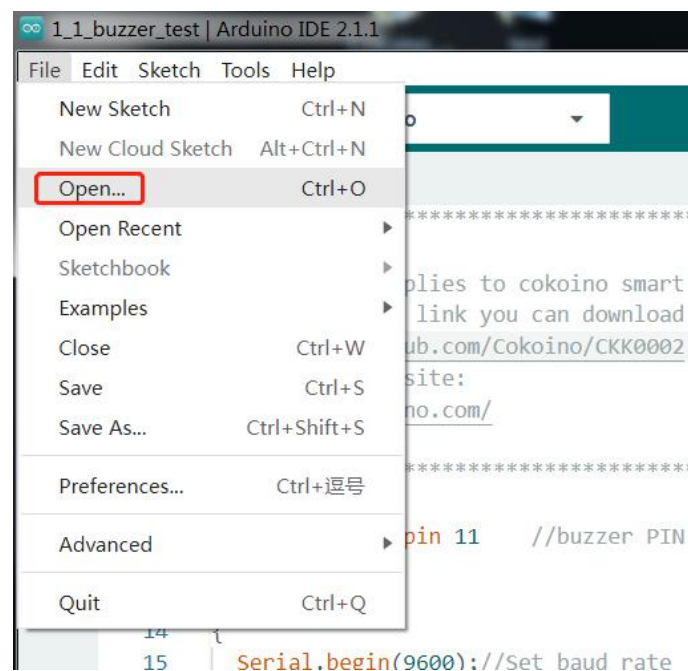 1_1_buzzer_test | Arduino IDE 2.1.1
File Edit Sketch Tools Help
New Sketch Ctrl+N
New Cloud Sketch Alt+Ctrl+N
Open... Ctrl+O
Open Recent
Sketchbook
Examples
Close Ctrl+W
Save Ctrl+S
Save As... Ctrl+Shift+S
Preferences... Ctrl+逗号
Advanced
Quit Ctrl+Q
o
***********************
plies to cokoino smart
link you can download
ub.com/Cokoino/CKK0002
site:
no.com/
***********************
pin 11 //buzzer PIN
14 {
15 Serial.begin(9600);//Set baud rate